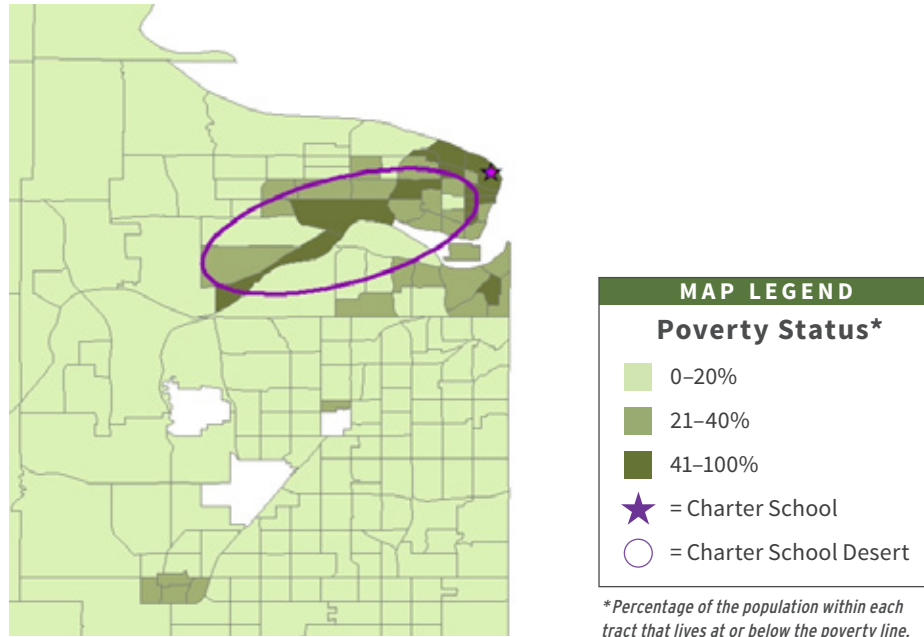 MAP LEGEND
Poverty Status*
0–20%
21–40%
41–100%
= Charter School
= Charter School Desert
*Percentage of the population within each
tract that lives at or below the poverty line.